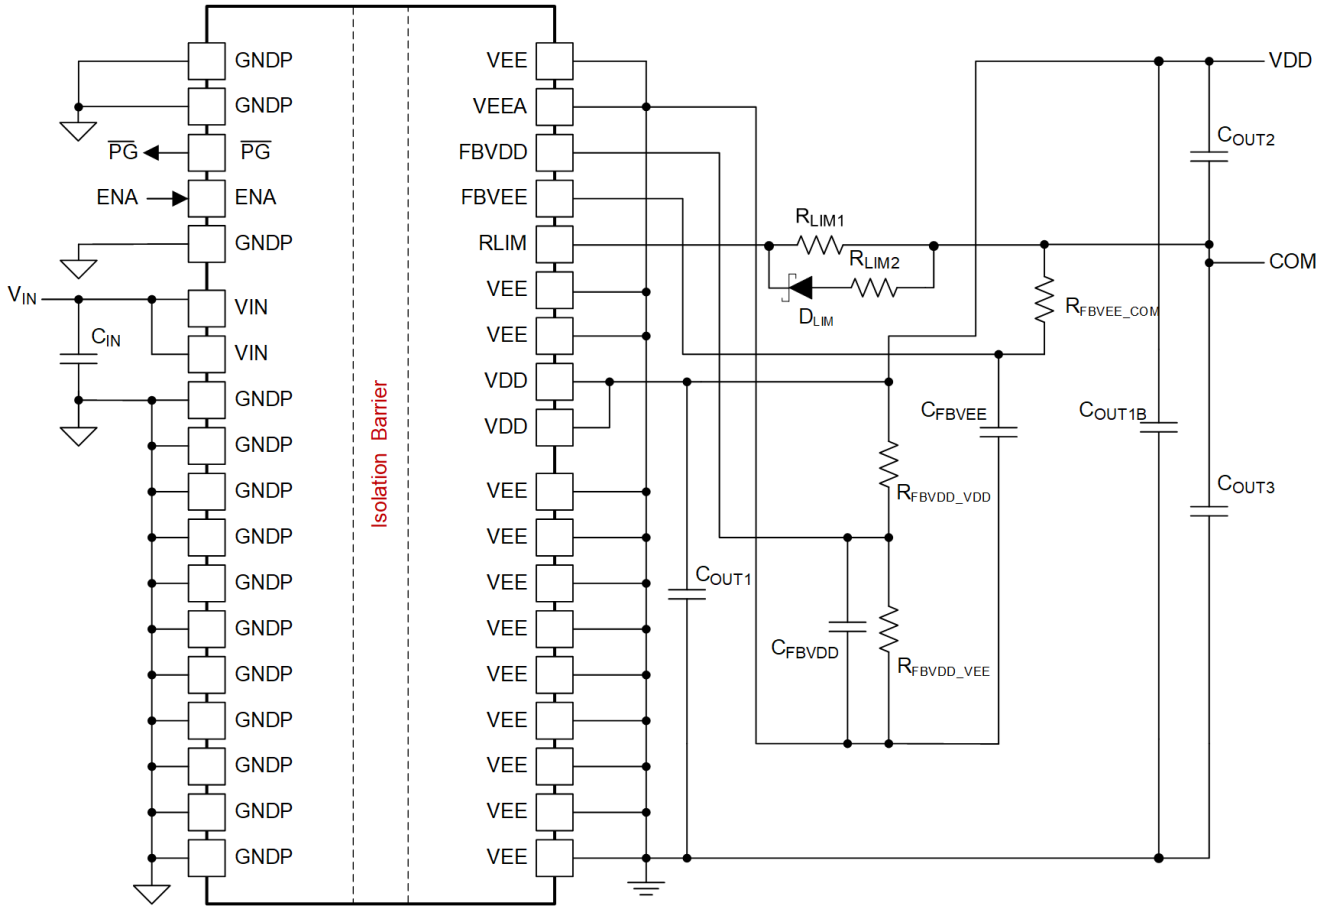 GNDP
GNDP
PG
PG
ENA
ENA
GNDP
VIN
VIN
CIN
VIN
GNDP
GNDP
GNDP
GNDP
GNDP
GNDP
GNDP
GNDP
GNDP
GNDP
GNDP
Isolation Barrier
VEE
VEEA
FBVDD
FBVEE
RLIM
VEE
VEE
VDD
VDD
VEE
VEE
VEE
VEE
VEE
VEE
VEE
VEE
VEE
RLIM1
RLIM2
DLIM
RFBVEE_COM
CFBVEE
RFBVDD_VDD
COUT1
CFBVDD
RFBVDD_VEE
COUT1B
VDD
COUT2
COM
COUT3